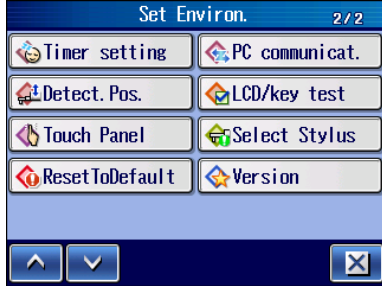 Set Environ. 2/2
Timer setting PC communicat.
Detect.Pos. LCD/key test
Touch Panel Select Stylus
ResetToDefault Version